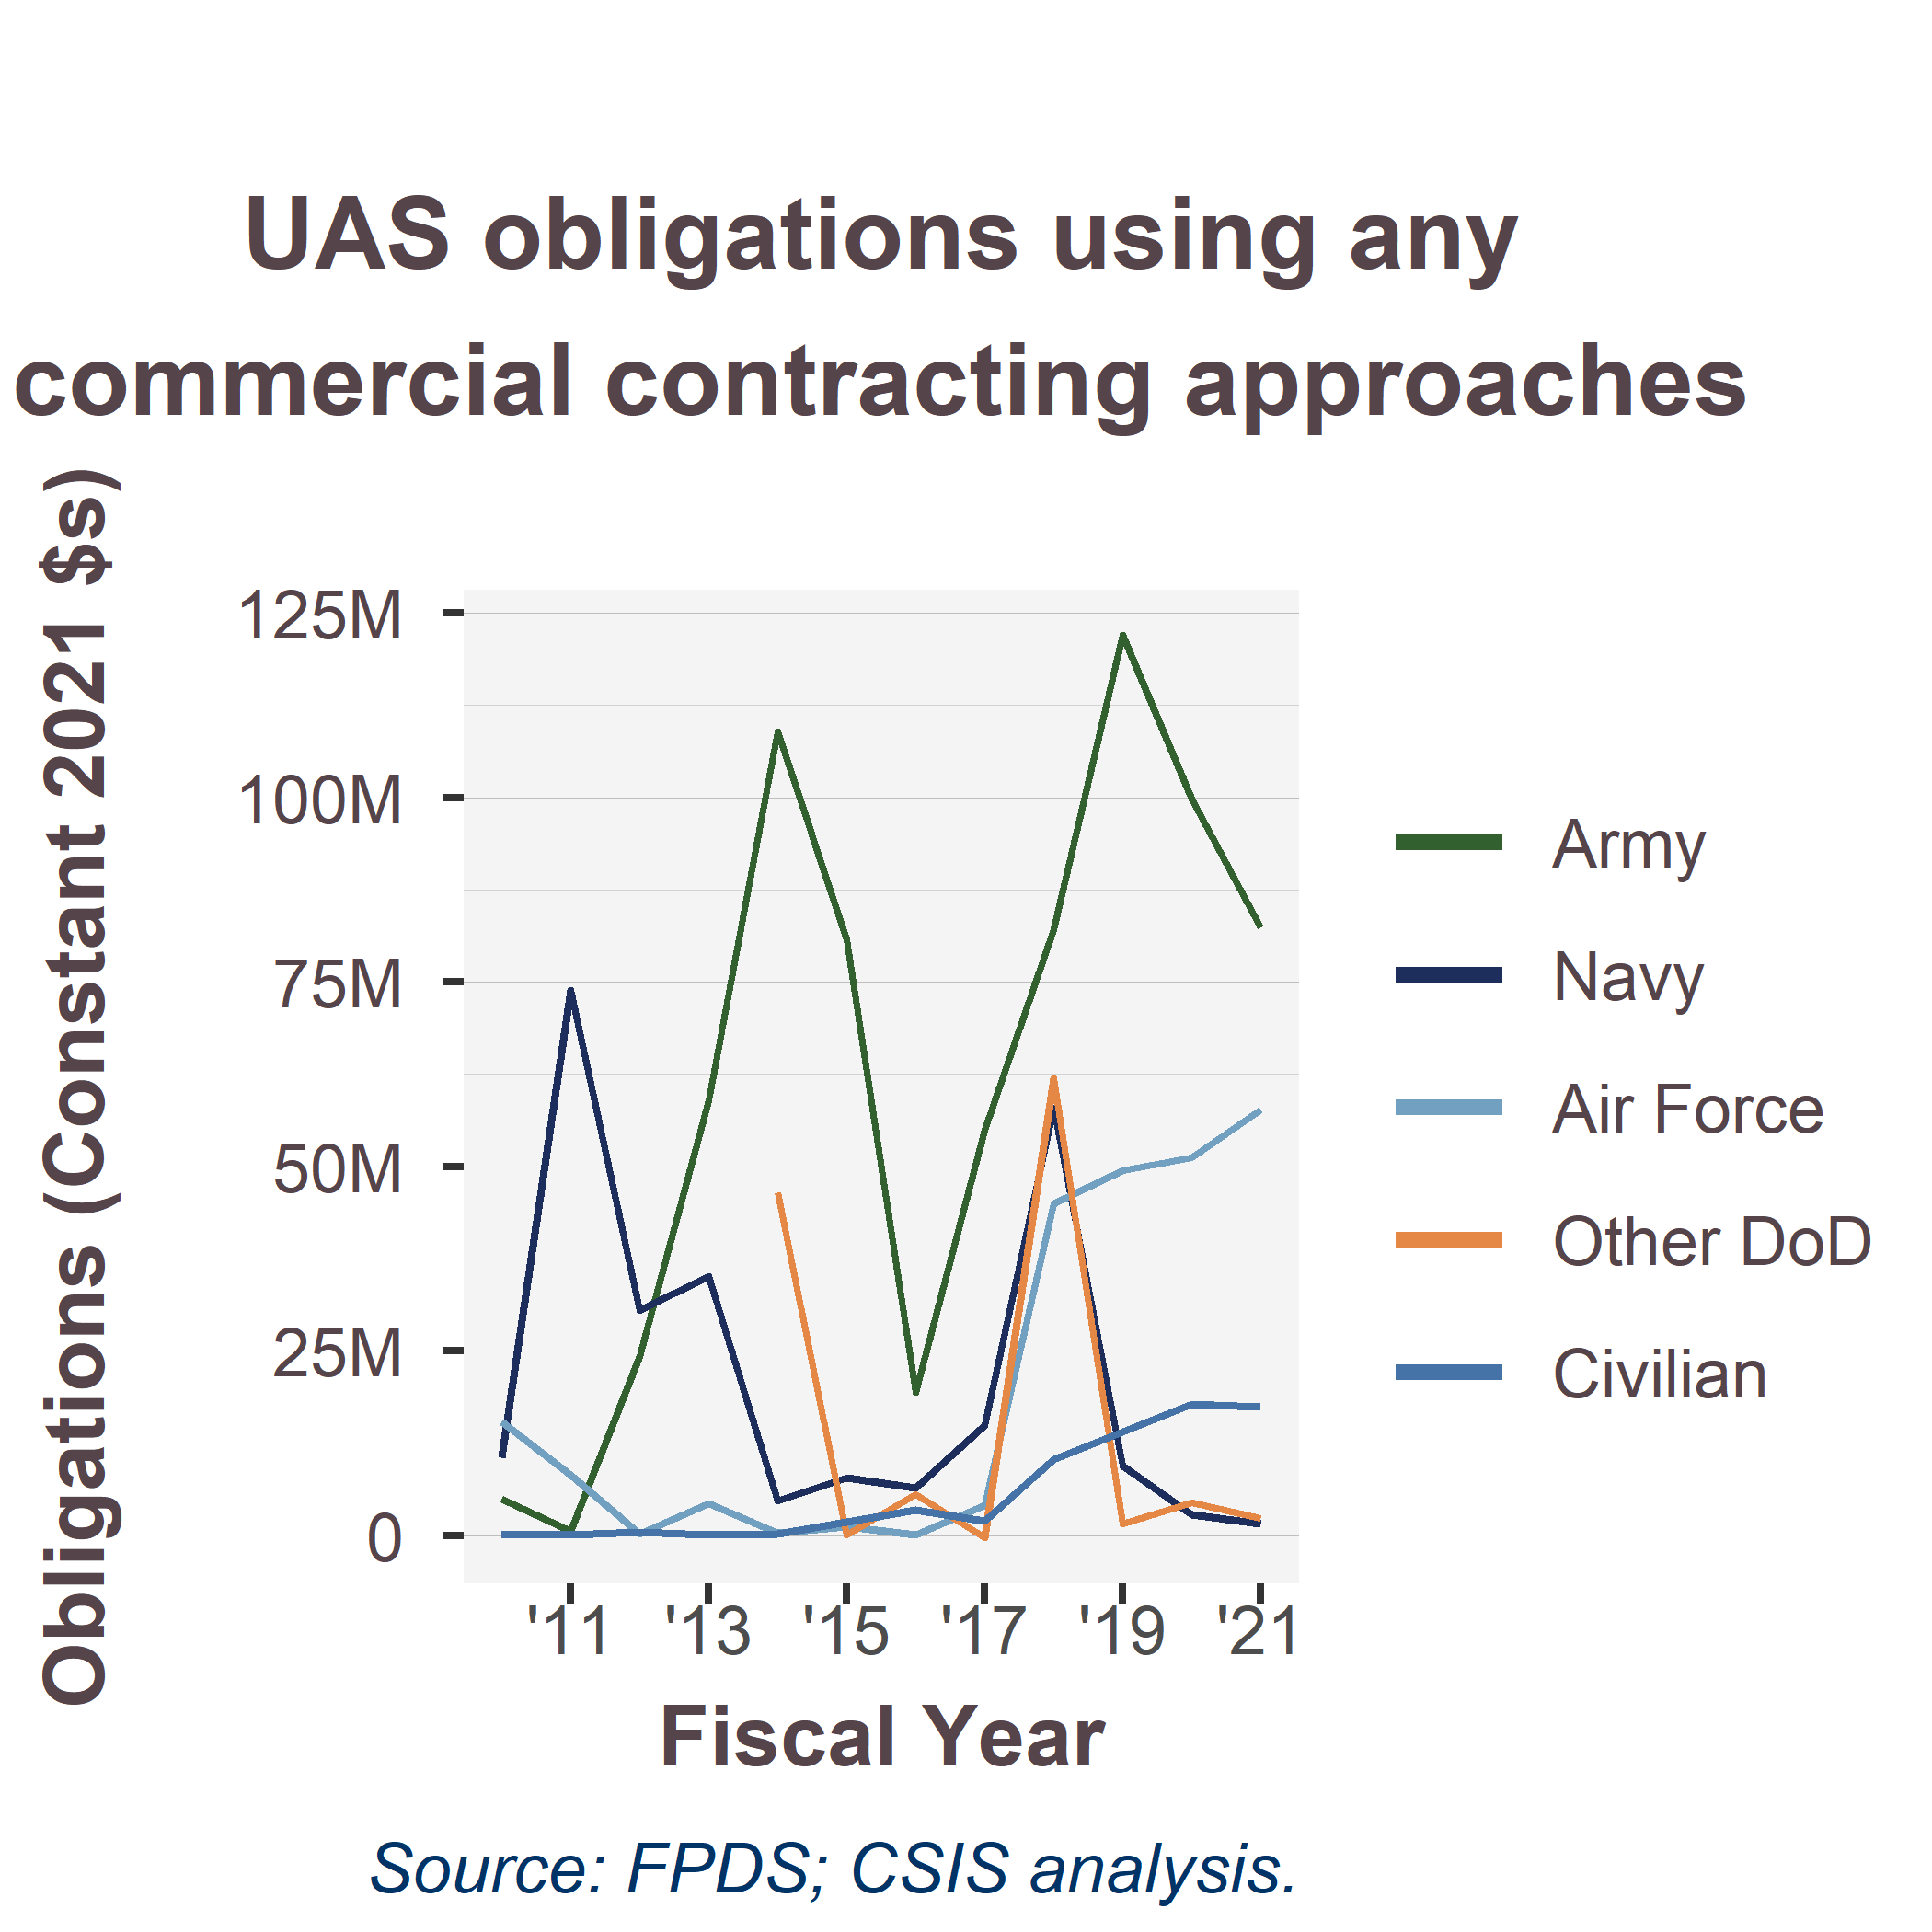 UAS obligations using any
commercial contracting approaches
Obligations (Constant 2021 $s)
125M
100M
75M
50M
25M
0
'11 '13 '15 '17 '19 '21
Fiscal Year
Army
Navy
Air Force
Other DoD
Civilian
Source: FPDS; CSIS analysis.